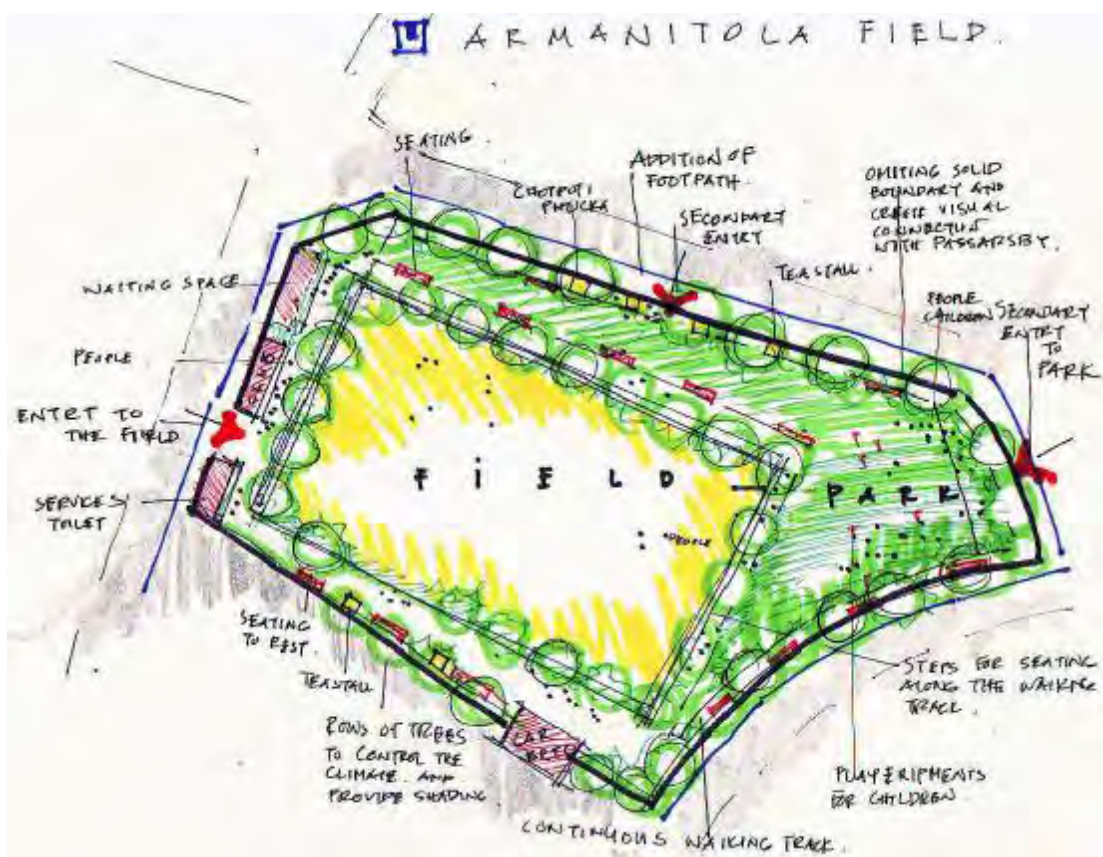 ARMANITOLA FIELD.
SEATING
CHOTPOTI
PHUCKA
ADDITION OF
FOOTPATH.
SECONDARY
ENTRY
OMITING SOLID
BOUNDARY AND
CREATE VISUAL
CONNECTION
WITH PASSARSBY.
TEASTALL.
PEOPLE
CHILDREN
SECONDARY
ENTRY
TO
PARK
WAITING SPACE
PEOPLE
ENTRY TO
THE FIELD
SERVICES
TOILET
FIELD
PARK
PEOPLE
SEATING
TO REST.
TEASTALL
ROWS OF TREES
TO CONTROL THE
CLIMATE AND
PROVIDE SHADING
CAR
STEPS FOR SEATING
ALONG THE WALKING
TRACK.
PLAY ERIPMENTS
FOR CHILDREN.
CONTINUOUS WALKING TRACK.